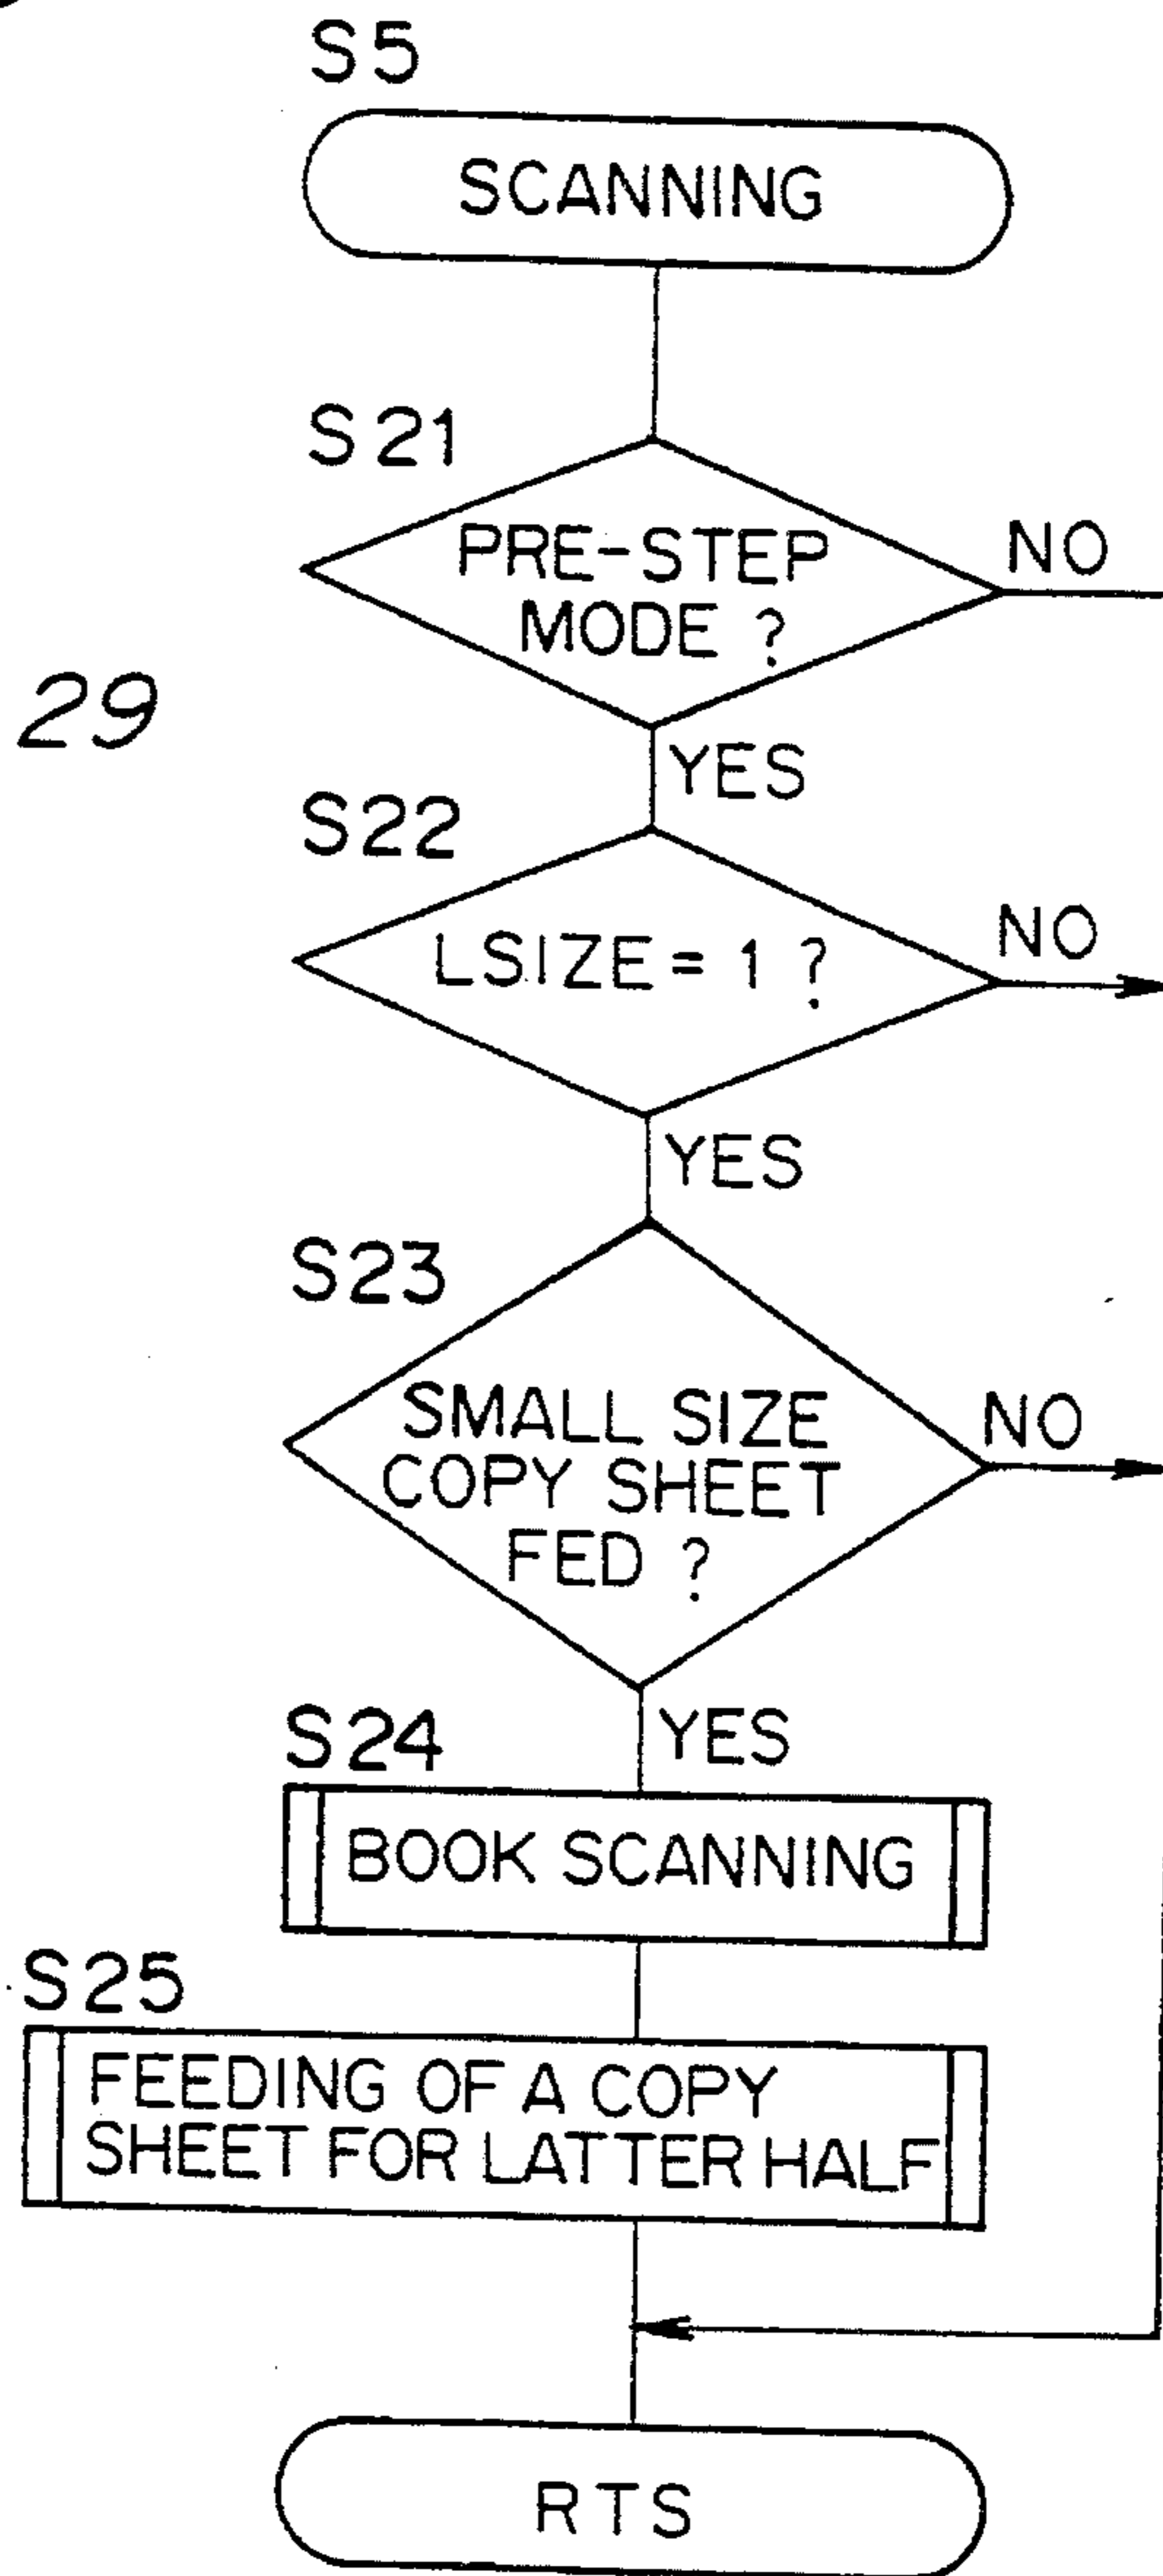 S5
SCANNING
S21
PRE-STEP
MODE ?
NO
29
YES
S22
LSIZE = 1 ?
NO
YES
S23
SMALL SIZE
COPY SHEET
FED ?
NO
YES
S24
BOOK SCANNING
S25
FEEDING OF A COPY
SHEET FOR LATTER HALF
RTS